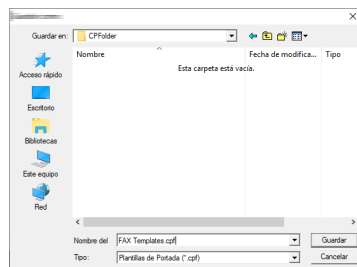 Guardar en:
CPFolder
Nombre
Fecha de modifica...
Tipo
Esta carpeta está vacía.
Acceso rápido
Escritorio
Bibliotecas
Este equipo
Red
Nombre del
FAX Templates.cpf
Guardar
Tipo:
Plantillas de Portada (*.cpf)
Cancelar